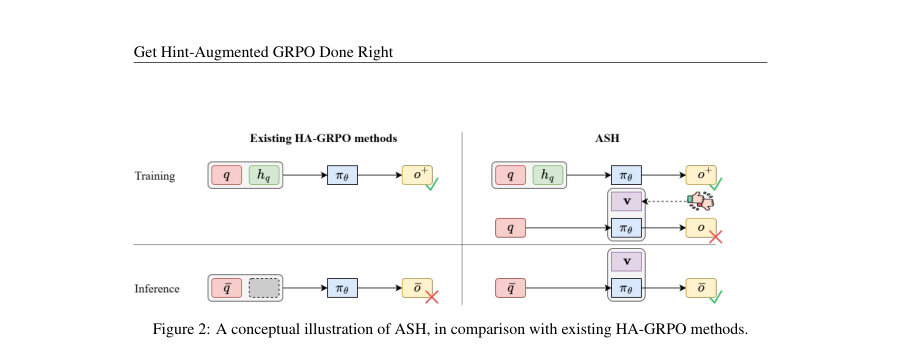 Get Hint-Augmented GRPO Done Right
Existing HA-GRPO methods
ASH
Training
q h_q π_θ o⁺
q h_q π_θ o⁺
v
q π_θ o
v
Inference
q̄ π_θ ō
q̄ π_θ ō
Figure 2: A conceptual illustration of ASH, in comparison with existing HA-GRPO methods.